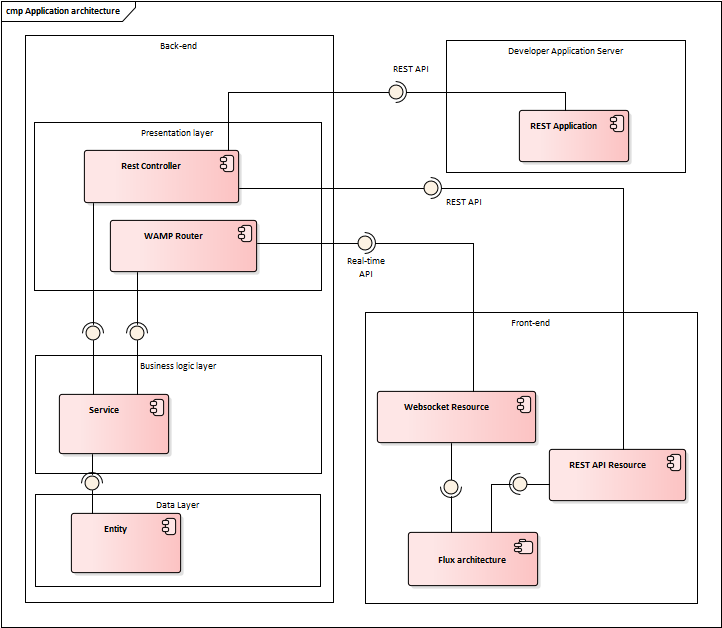 cmp Application architecture
Back-end
Developer Application Server
REST API
REST Application
Presentation layer
Rest Controller
REST API
WAMP Router
Real-time
API
Front-end
Business logic layer
Service
Websocket Resource
REST API Resource
Data Layer
Entity
Flux architecture